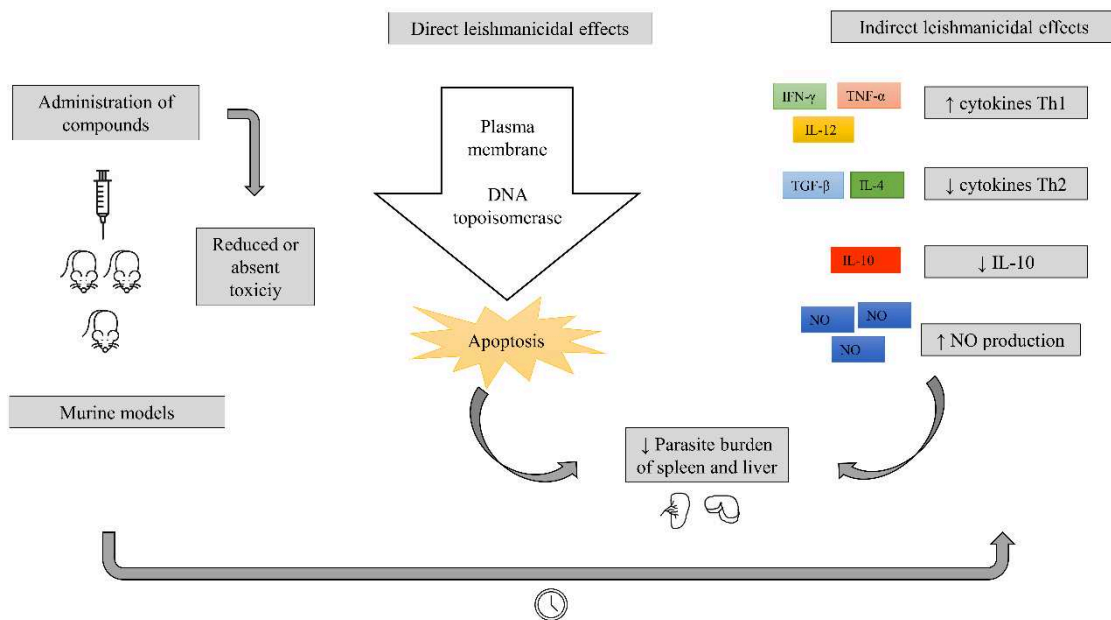 Direct leishmanicidal effects
Indirect leishmanicidal effects
Administration of
compounds
Reduced or
absent
toxiciy
Murine models
Plasma
membrane
DNA
topoisomerase
Apoptosis
IFN-γ
TNF-α
IL-12
↑ cytokines Th1
TGF-β
IL-4
↓ cytokines Th2
IL-10
↓ IL-10
NO
NO
NO
↑ NO production
↓ Parasite burden
of spleen and liver